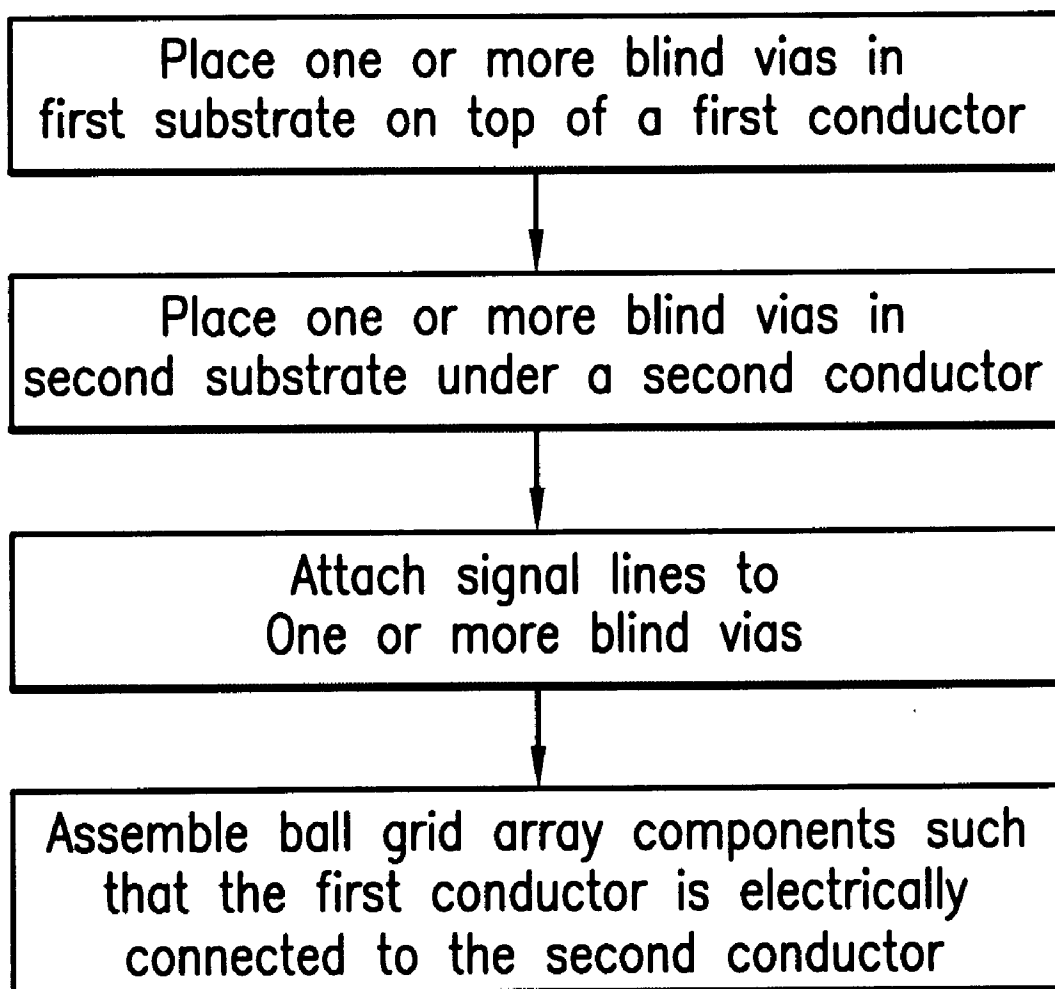 Place one or more blind vias in
first substrate on top of a first conductor
Place one or more blind vias in
second substrate under a second conductor
Attach signal lines to
One or more blind vias
Assemble ball grid array components such
that the first conductor is electrically
connected to the second conductor